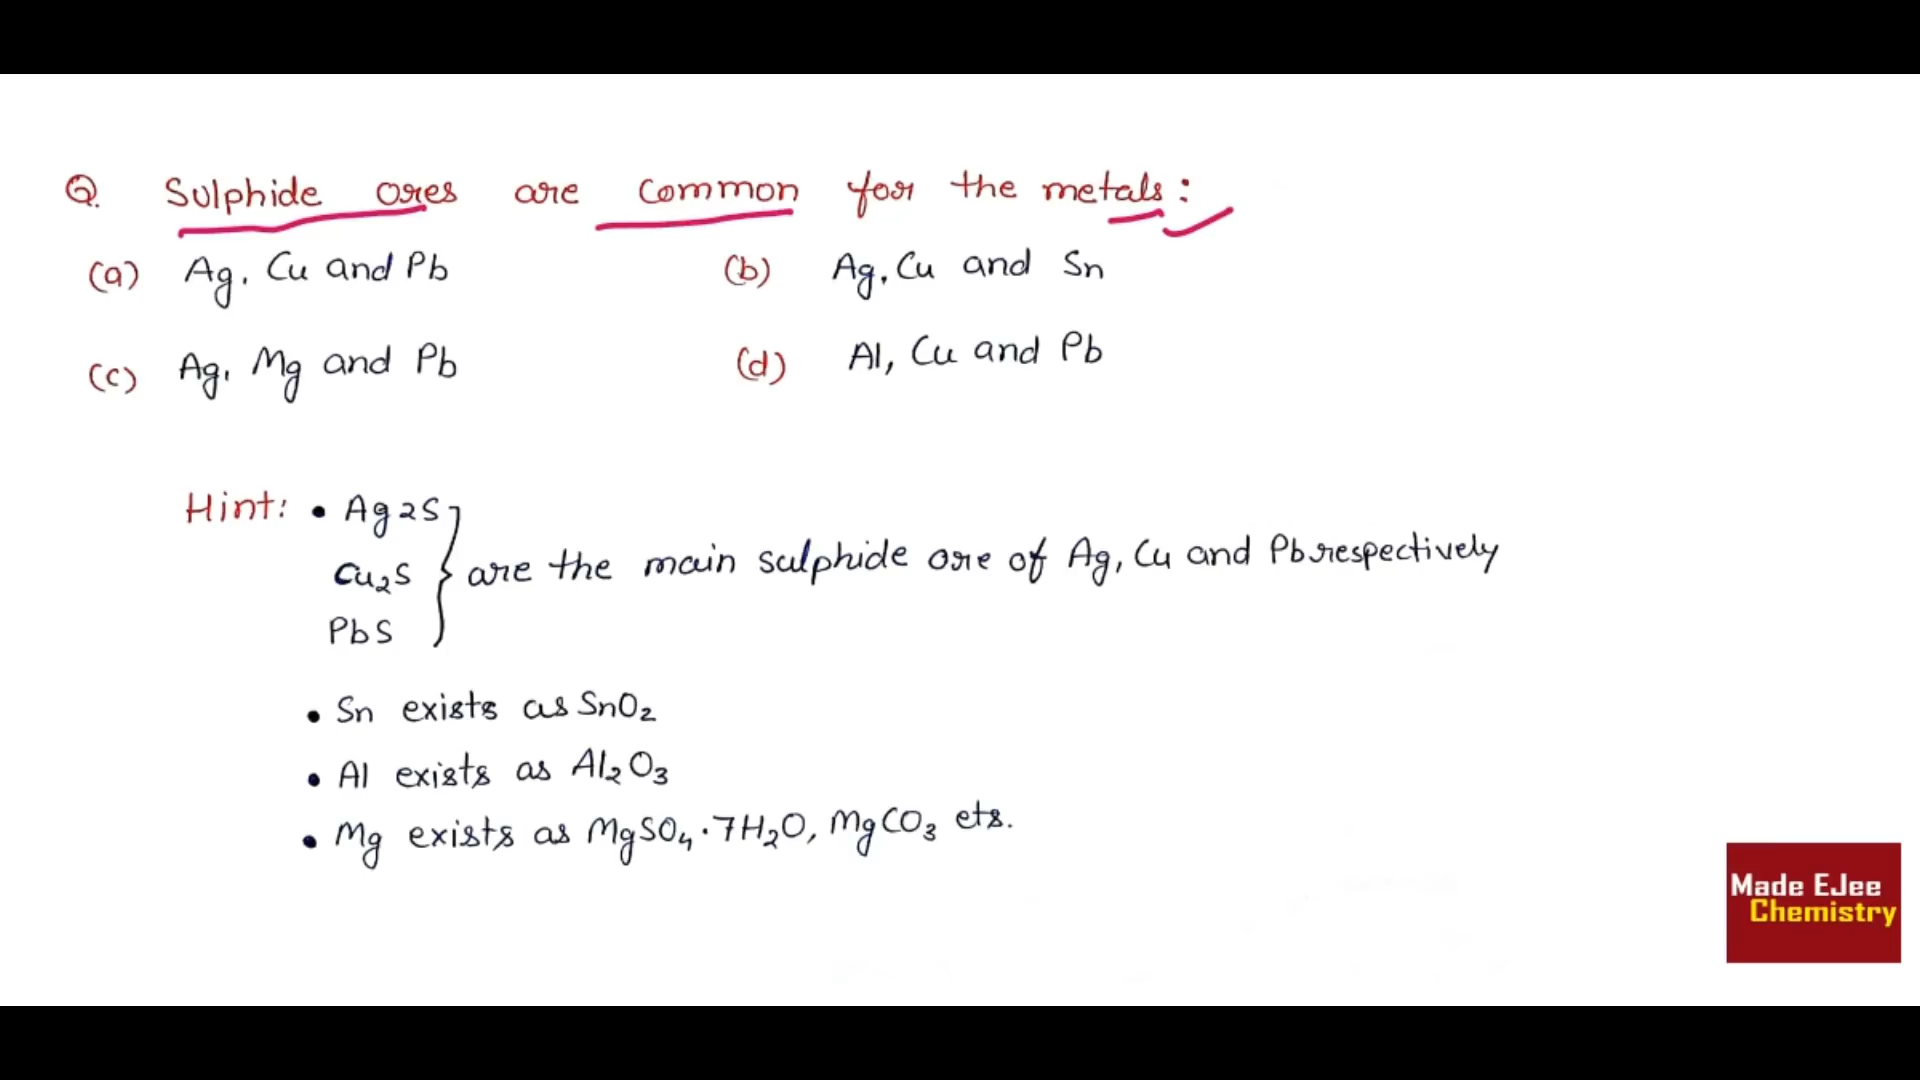 Q. Sulphide ores are common for the metals:
(a) Ag, Cu and Pb (b) Ag, Cu and Sn
(c) Ag, Mg and Pb (d) Al, Cu and Pb
Hint: • Ag2S
Cu₂S } are the main sulphide ore of Ag, Cu and Pb respectively
PbS
• Sn exists as SnO₂
• Al exists as Al₂O₃
• Mg exists as MgSO₄·7H₂O, MgCO₃ ets.
Made EJee
Chemistry